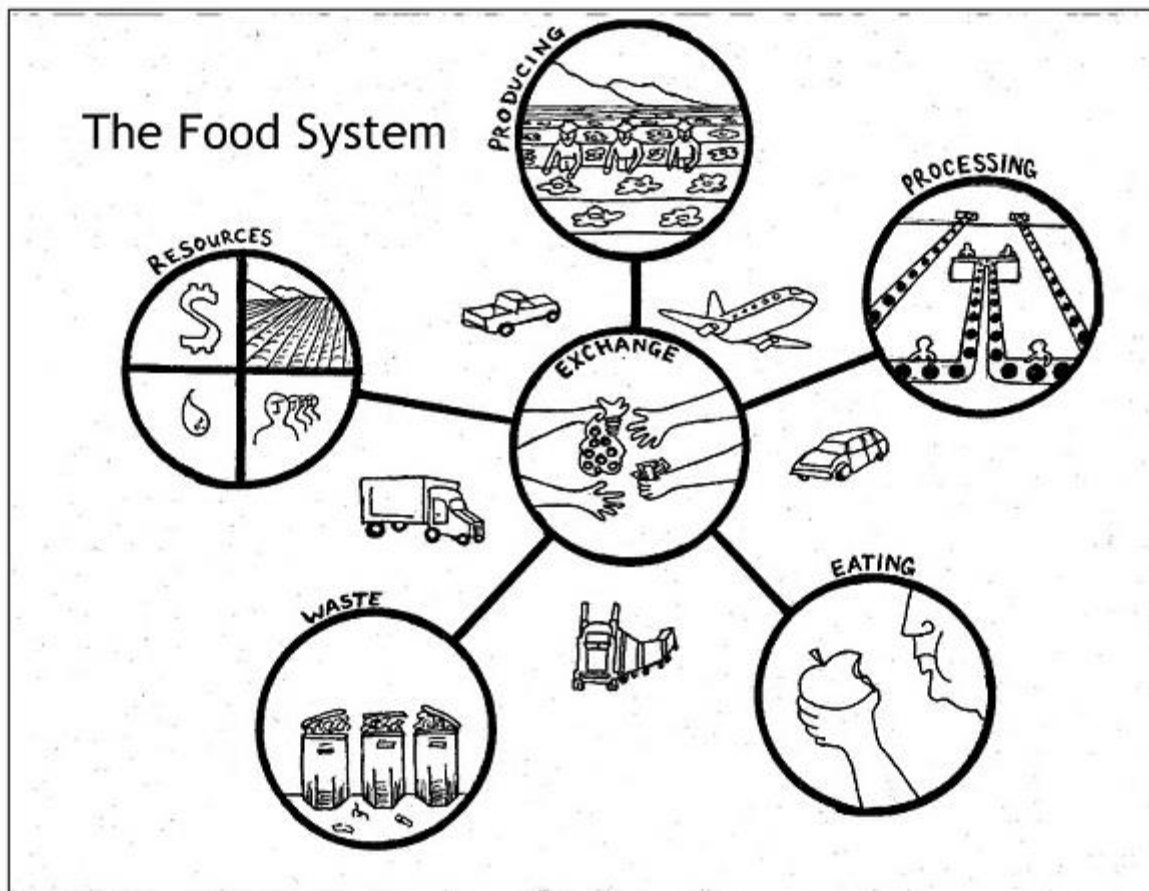 The Food System
PRODUCING
PROCESSING
RESOURCES
$
EXCHANGE
EATING
WASTE